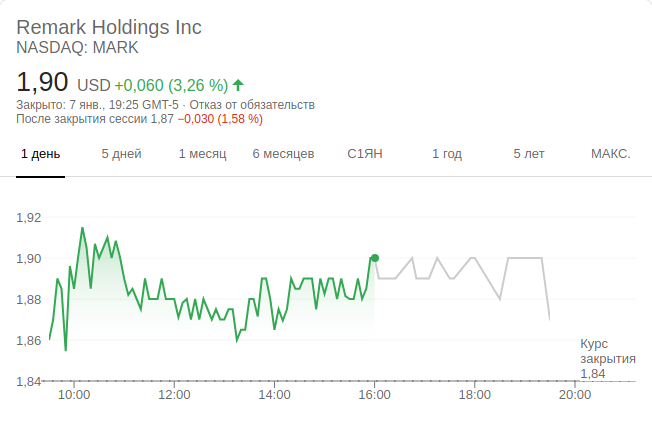 Remark Holdings Inc
NASDAQ: MARK
1,90 USD +0,060 (3,26 %)
Закрыто: 7 янв., 19:25 GMT-5 · Отказ от обязательств
После закрытия сессии 1,87 −0,030 (1,58 %)
1 день 5 дней 1 месяц 6 месяцев С1ЯН 1 год 5 лет МАКС.
1,92
1,90
1,88
1,86
1,84
Курс
закрытия
1,84
10:00 12:00 14:00 16:00 18:00 20:00